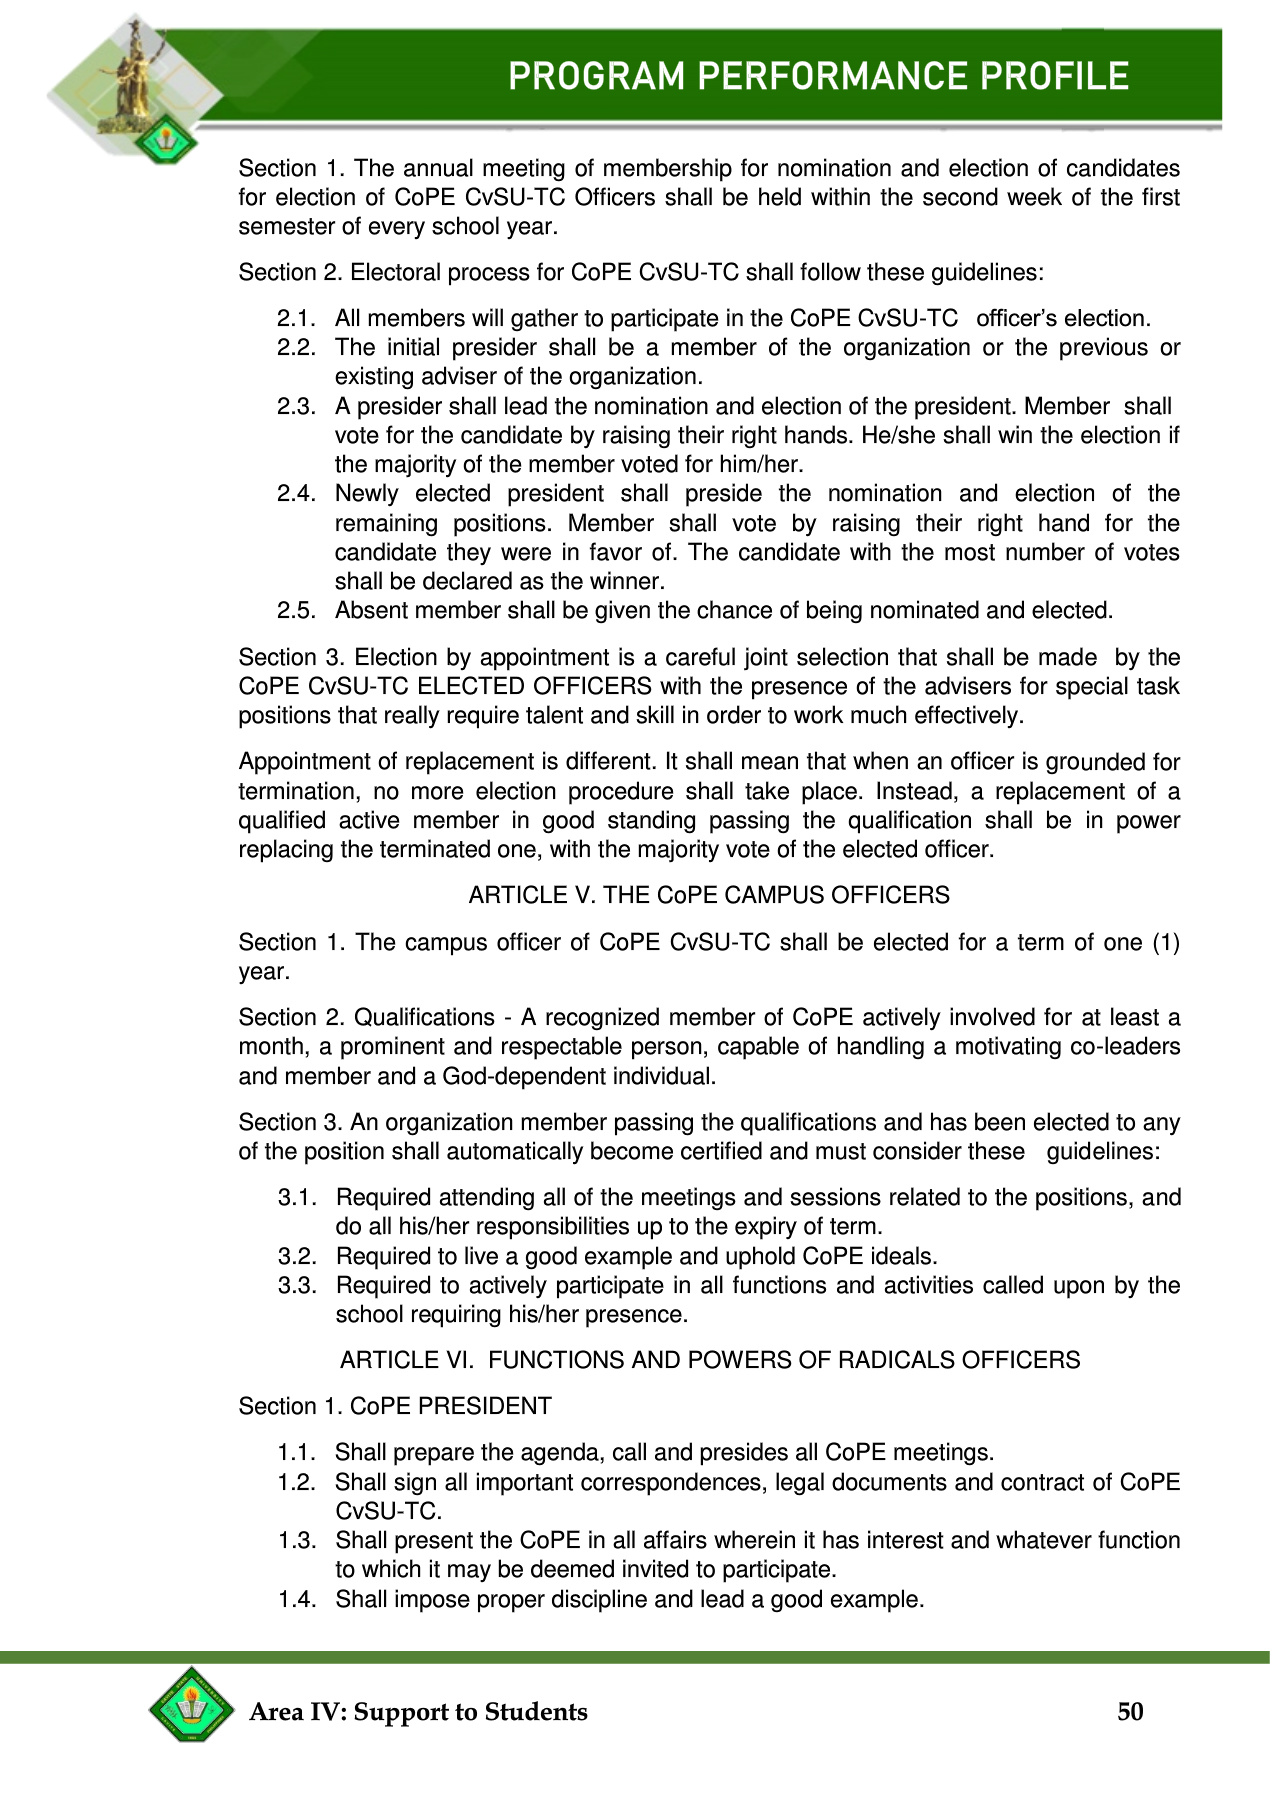 PROGRAM PERFORMANCE PROFILE
Section 1. The annual meeting of membership for nomination and election of candidates
for election of CoPE CvSU-TC Officers shall be held within the second week of the first
semester of every school year.
Section 2. Electoral process for CoPE CvSU-TC shall follow these guidelines:
2.1. All members will gather to participate in the CoPE CvSU-TC officer’s election.
2.2. The initial presider shall be a member of the organization or the previous or
existing adviser of the organization.
2.3. A presider shall lead the nomination and election of the president. Member shall
vote for the candidate by raising their right hands. He/she shall win the election if
the majority of the member voted for him/her.
2.4. Newly elected president shall preside the nomination and election of the
remaining positions. Member shall vote by raising their right hand for the
candidate they were in favor of. The candidate with the most number of votes
shall be declared as the winner.
2.5. Absent member shall be given the chance of being nominated and elected.
Section 3. Election by appointment is a careful joint selection that shall be made by the
CoPE CvSU-TC ELECTED OFFICERS with the presence of the advisers for special task
positions that really require talent and skill in order to work much effectively.
Appointment of replacement is different. It shall mean that when an officer is grounded for
termination, no more election procedure shall take place. Instead, a replacement of a
qualified active member in good standing passing the qualification shall be in power
replacing the terminated one, with the majority vote of the elected officer.
ARTICLE V. THE CoPE CAMPUS OFFICERS
Section 1. The campus officer of CoPE CvSU-TC shall be elected for a term of one (1)
year.
Section 2. Qualifications - A recognized member of CoPE actively involved for at least a
month, a prominent and respectable person, capable of handling a motivating co-leaders
and member and a God-dependent individual.
Section 3. An organization member passing the qualifications and has been elected to any
of the position shall automatically become certified and must consider these guidelines:
3.1. Required attending all of the meetings and sessions related to the positions, and
do all his/her responsibilities up to the expiry of term.
3.2. Required to live a good example and uphold CoPE ideals.
3.3. Required to actively participate in all functions and activities called upon by the
school requiring his/her presence.
ARTICLE VI. FUNCTIONS AND POWERS OF RADICALS OFFICERS
Section 1. CoPE PRESIDENT
1.1. Shall prepare the agenda, call and presides all CoPE meetings.
1.2. Shall sign all important correspondences, legal documents and contract of CoPE
CvSU-TC.
1.3. Shall present the CoPE in all affairs wherein it has interest and whatever function
to which it may be deemed invited to participate.
1.4. Shall impose proper discipline and lead a good example.
Area IV: Support to Students 50